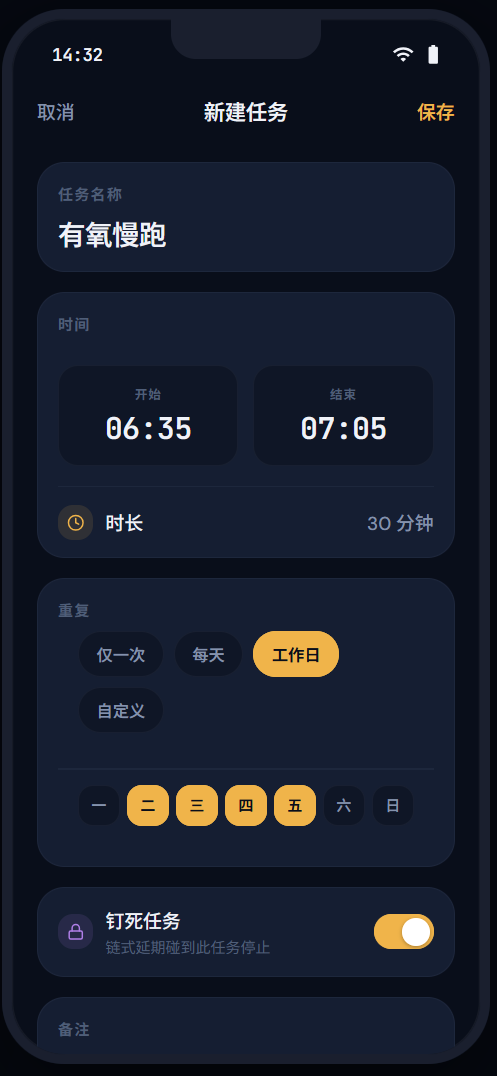 14:32
取消 新建任务 保存
任务名称
有氧慢跑
时间
开始 结束
06:35 07:05
时长 30 分钟
重复
仅一次 每天 工作日
自定义
一 二 三 四 五 六 日
钉死任务
链式延期碰到此任务停止
备注